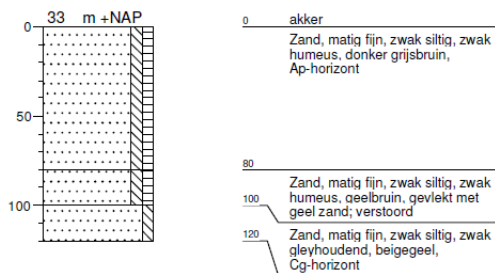 33 m +NAP
0
50
100
0 akker
Zand, matig fijn, zwak siltig, zwak
humeus, donker grijsbruin,
Ap-horizont
80
Zand, matig fijn, zwak siltig, zwak
humeus, geelbruin, gevlekt met
geel zand; verstoord
100
120
Zand, matig fijn, zwak siltig, zwak
gleyhoudend, beigegeel,
Cg-horizont